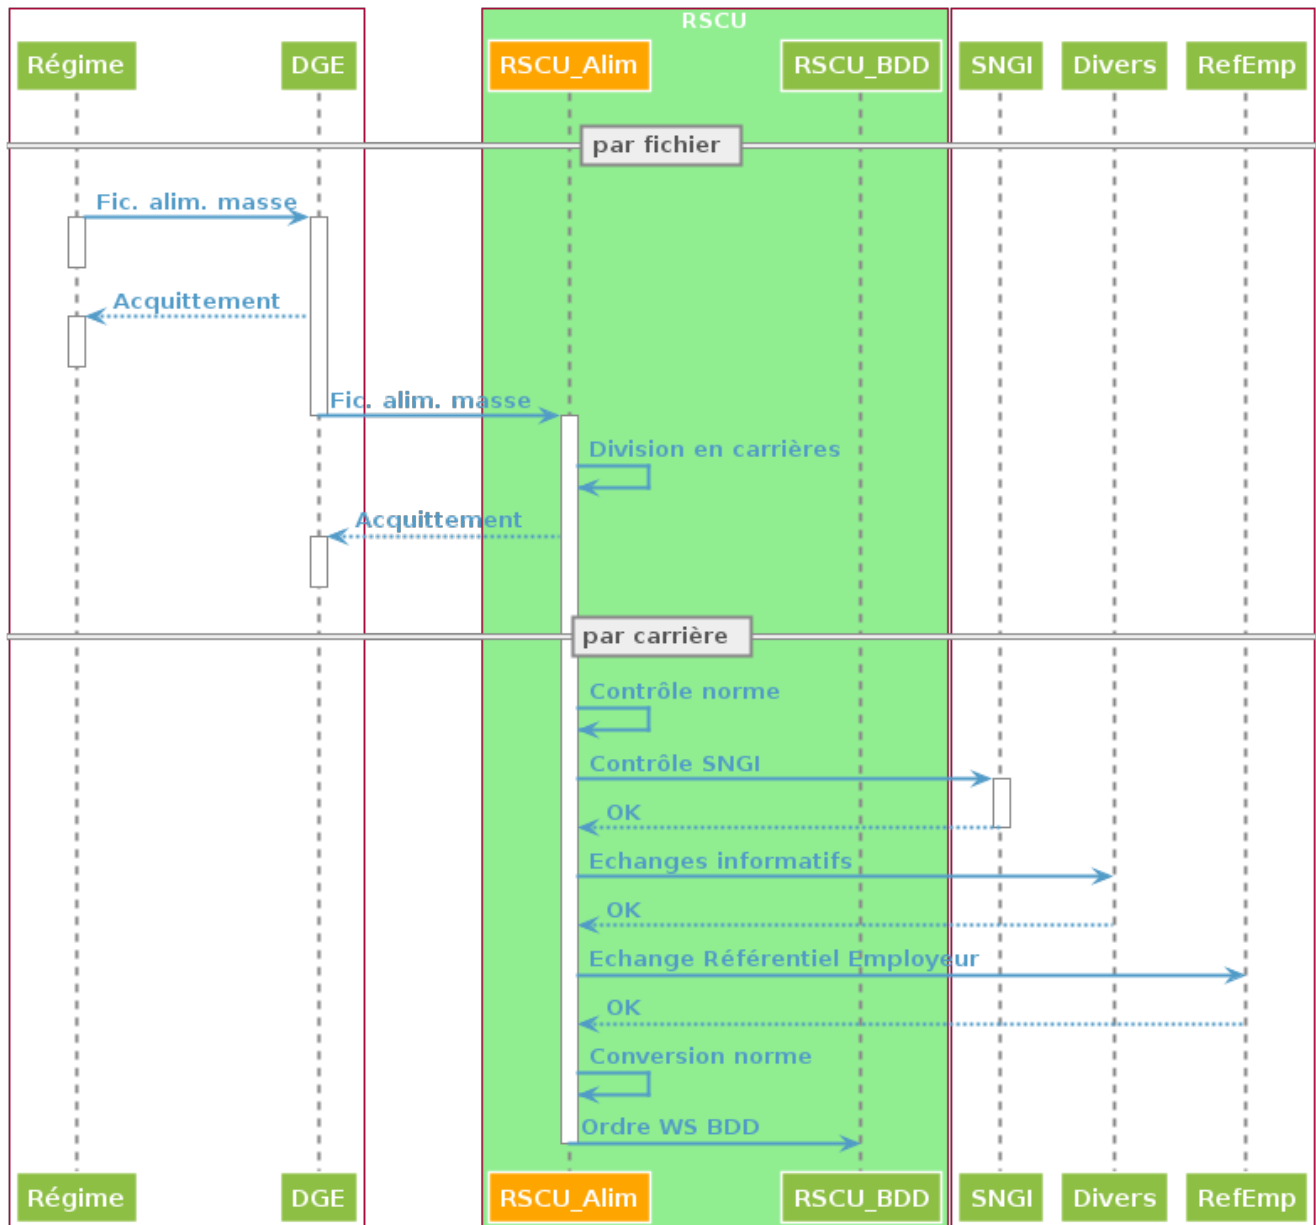 RSCU
Régime DGE RSCU_Alim RSCU_BDD SNGI Divers RefEmp
par fichier
Fic. alim. masse
Acquittement
Fic. alim. masse
Division en carrières
Acquittement
par carrière
Contrôle norme
Contrôle SNGI
OK
Echanges informatifs
OK
Echange Référentiel Employeur
OK
Conversion norme
Ordre WS BDD
Régime DGE RSCU_Alim RSCU_BDD SNGI Divers RefEmp